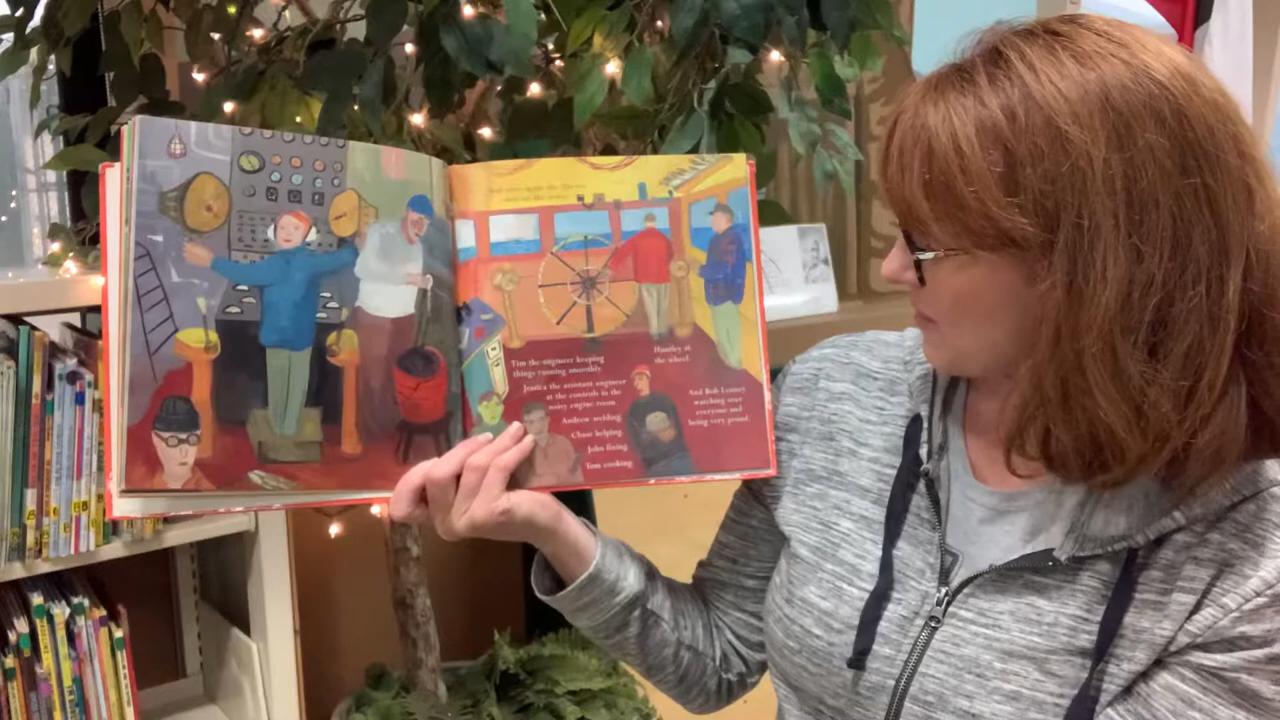 Tim the engineer keeping
things running smoothly.
Jessica the assistant engineer
at the controls in the
noisy engine room.
Andrew welding.
Chase helping.
John fixing.
Tom cooking.
Huntley at
the wheel.
And Bob Lenney
watching over
everyone and
being very proud.